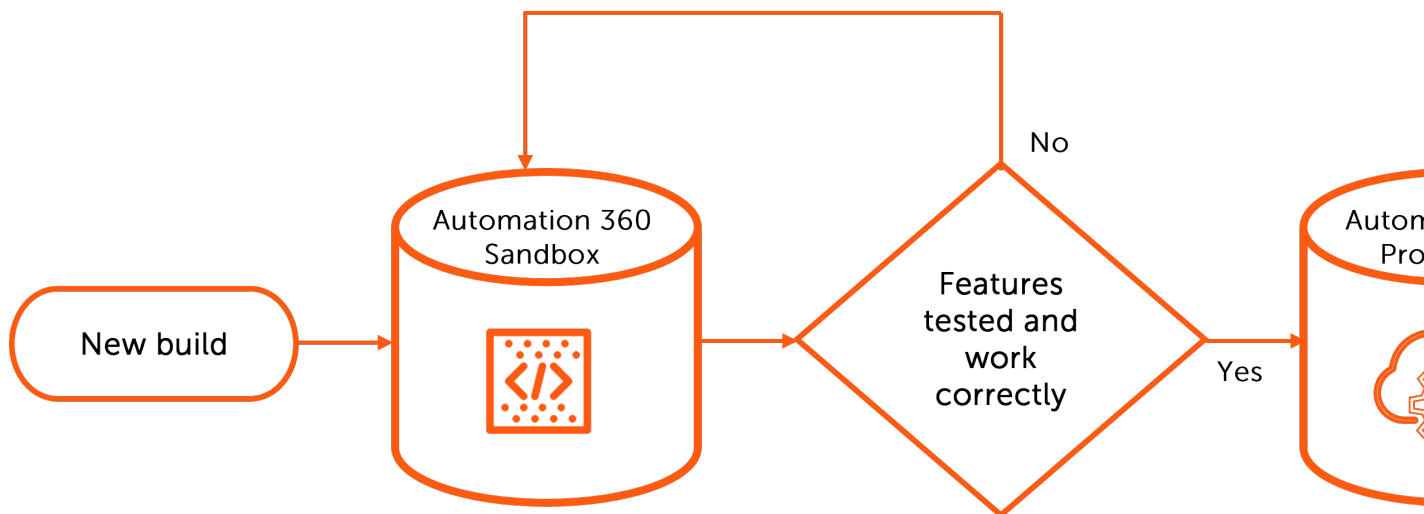 No
Automation 360
Sandbox
New build
Features
tested and
work
correctly
Yes